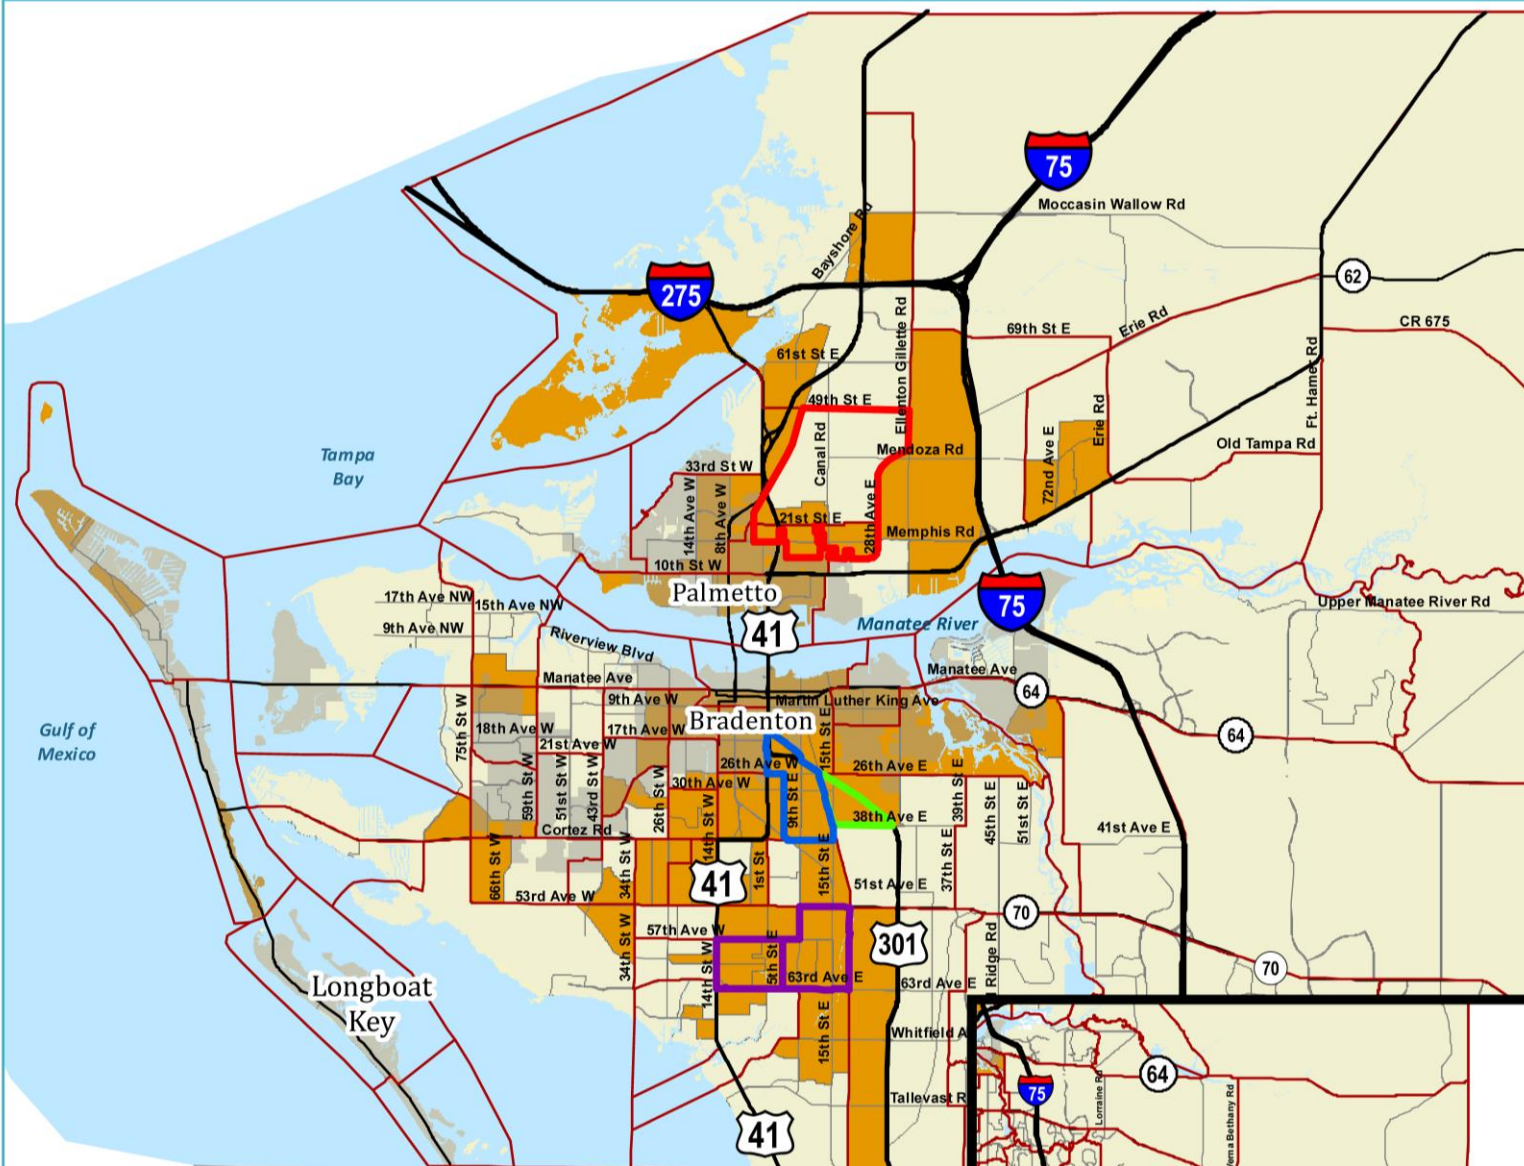 75
Moccasin Wallow Rd
Bayshore Rd
62
275
Ellenton Gillette Rd
69th St E
Erie Rd
CR 675
61st St E
Ft. Hamer Rd
49th St E
Canal Rd
Erie Rd
72nd Ave E
Old Tampa Rd
Mendoza Rd
Tampa
Bay
33rd St W
14th Ave W
8th Ave W
28th Ave E
21st St E
Memphis Rd
10th St W
Palmetto
75
17th Ave NW
15th Ave NW
Upper Manatee River Rd
9th Ave NW
41
Manatee River
Riverview Blvd
Manatee Ave
Manatee Ave
64
9th Ave W
Martin Luther King Ave
Gulf of
Mexico
75th St W
18th Ave W
17th Ave W
Bradenton
15th St E
64
21st Ave W
26th Ave W
26th Ave E
30th Ave W
59th St W
51st St W
43rd St W
26th St W
14th St W
9th St E
39th St E
45th St E
51st St E
38th Ave E
41st Ave E
Cortez Rd
66th St W
34th St W
41
1st St
15th St E
37th St E
51st Ave E
53rd Ave W
70
57th Ave W
301
34th St W
14th St W
5th St E
63rd Ave E
63rd Ave E
Ridge Rd
70
Longboat
Key
15th St E
Whitfield A
Tallevast R
41
64
75
Lorraine Rd
erna Bethany Rd